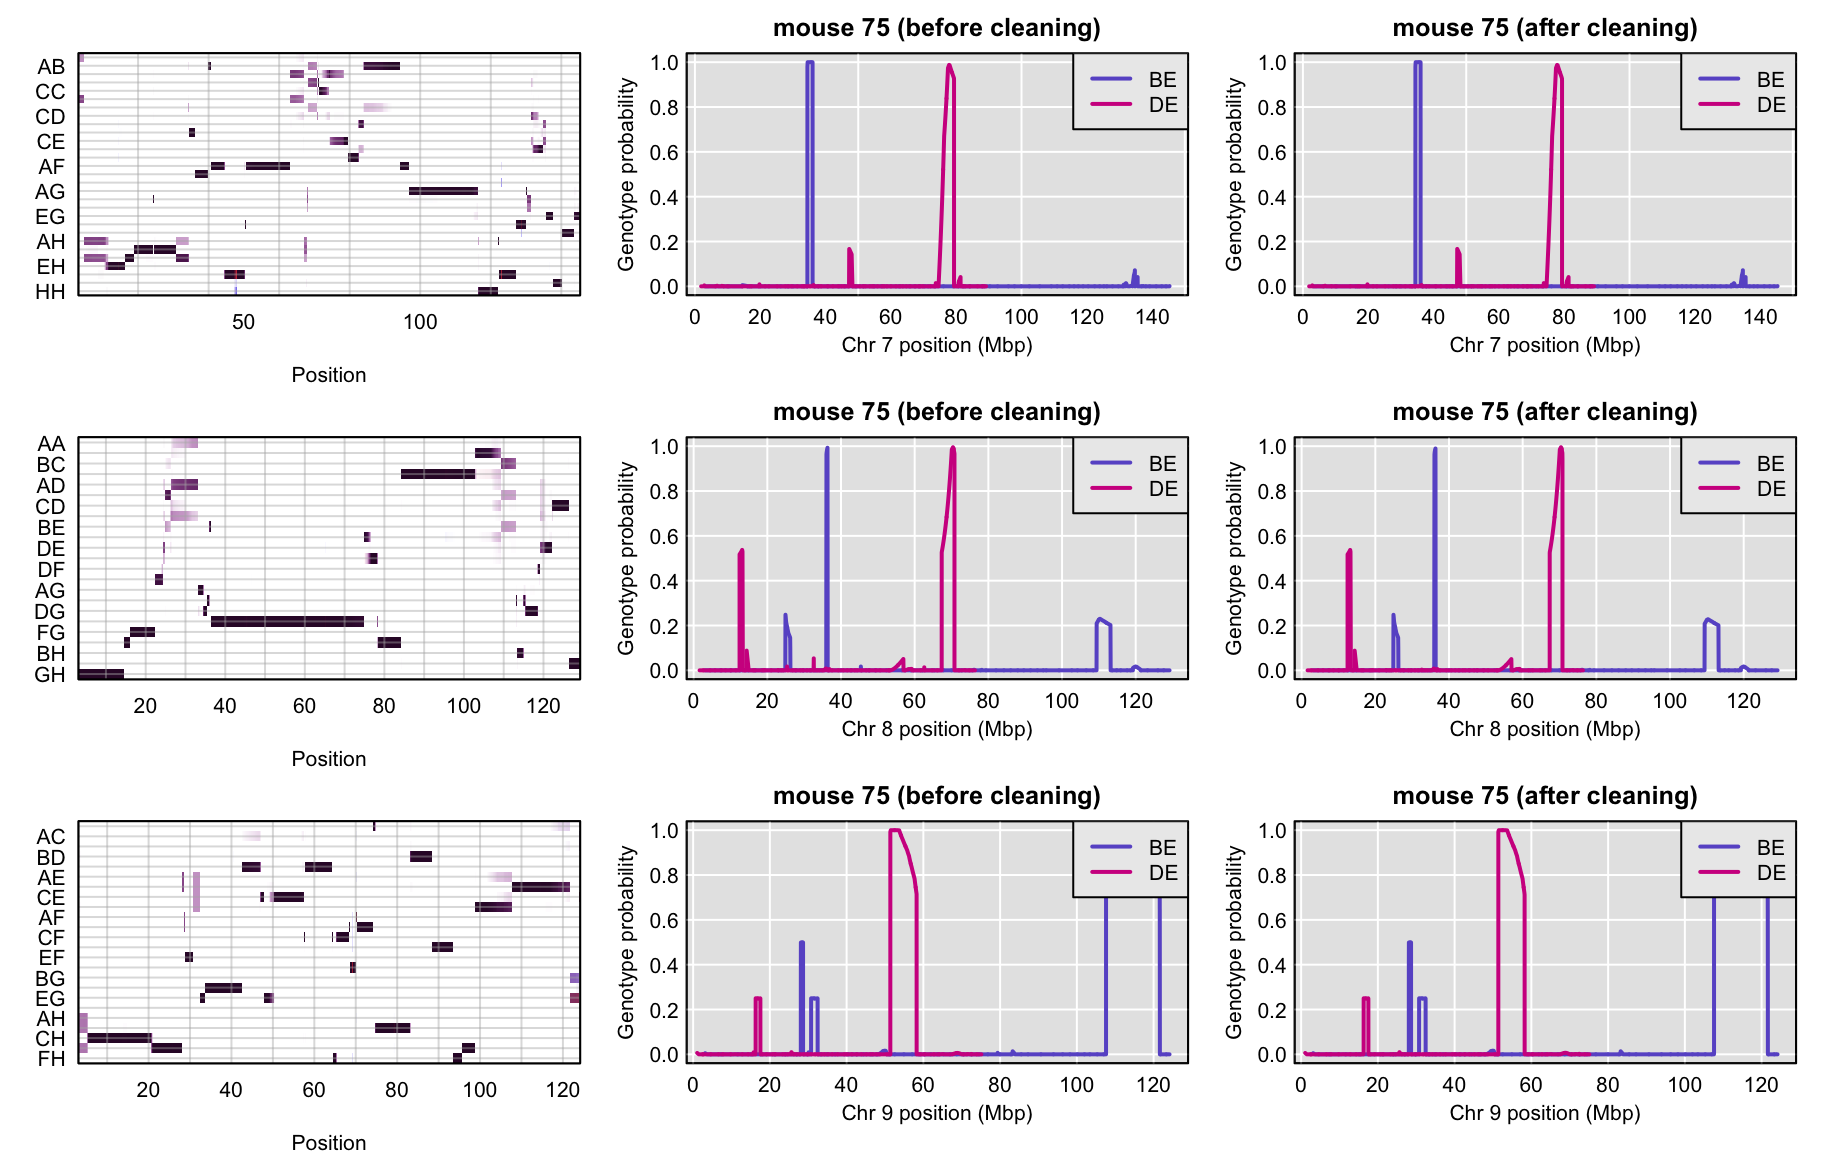 mouse 75 (before cleaning)
mouse 75 (after cleaning)
AB
CC
CD
CE
AF
AG
EG
AH
EH
HH
50
100
Position
Genotype probability
1.0
0.8
0.6
0.4
0.2
0.0
BE
DE
0
20
40
60
80
100
120
140
Chr 7 position (Mbp)
Genotype probability
1.0
0.8
0.6
0.4
0.2
0.0
BE
DE
0
20
40
60
80
100
120
140
Chr 7 position (Mbp)
mouse 75 (before cleaning)
mouse 75 (after cleaning)
AA
BC
AD
CD
BE
DE
DF
AG
DG
FG
BH
GH
20
40
60
80
100
120
Position
Genotype probability
1.0
0.8
0.6
0.4
0.2
0.0
BE
DE
0
20
40
60
80
100
120
Chr 8 position (Mbp)
Genotype probability
1.0
0.8
0.6
0.4
0.2
0.0
BE
DE
0
20
40
60
80
100
120
Chr 8 position (Mbp)
mouse 75 (before cleaning)
mouse 75 (after cleaning)
AC
BD
AE
CE
AF
CF
EF
BG
EG
AH
CH
FH
20
40
60
80
100
120
Position
Genotype probability
1.0
0.8
0.6
0.4
0.2
0.0
BE
DE
0
20
40
60
80
100
120
Chr 9 position (Mbp)
Genotype probability
1.0
0.8
0.6
0.4
0.2
0.0
BE
DE
0
20
40
60
80
100
120
Chr 9 position (Mbp)